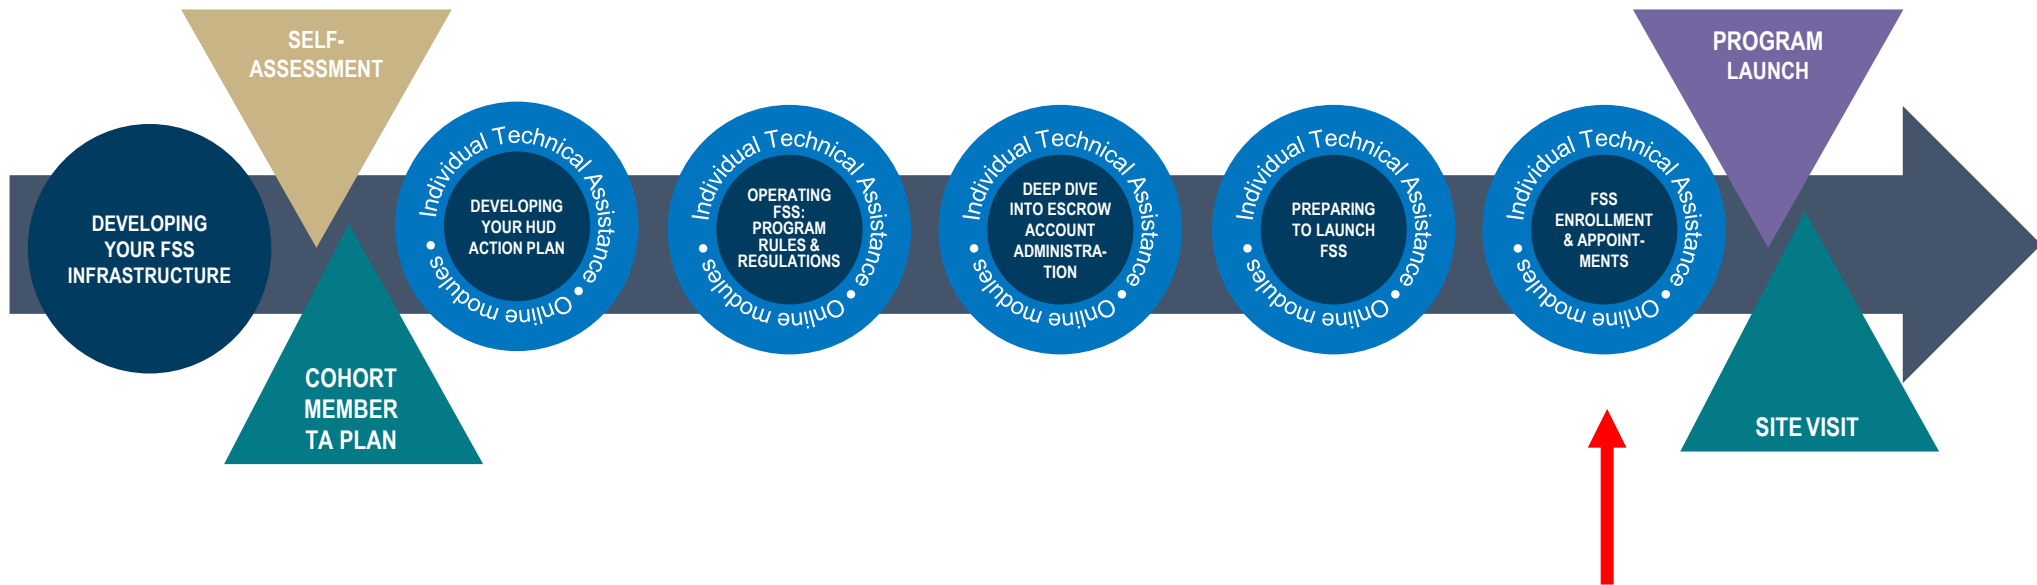 DEVELOPING
YOUR FSS
INFRASTRUCTURE
SELF-
ASSESSMENT
COHORT
MEMBER
TA PLAN
Individual Technical Assistance • Online modules •
DEVELOPING
YOUR HUD
ACTION PLAN
Individual Technical Assistance • Online modules •
OPERATING
FSS:
PROGRAM
RULES &
REGULATIONS
Individual Technical Assistance • Online modules •
DEEP DIVE
INTO ESCROW
ACCOUNT
ADMINISTRA-
TION
Individual Technical Assistance • Online modules •
PREPARING
TO LAUNCH
FSS
Individual Technical Assistance • Online modules •
FSS
ENROLLMENT
& APPOINT-
MENTS
PROGRAM
LAUNCH
SITE VISIT